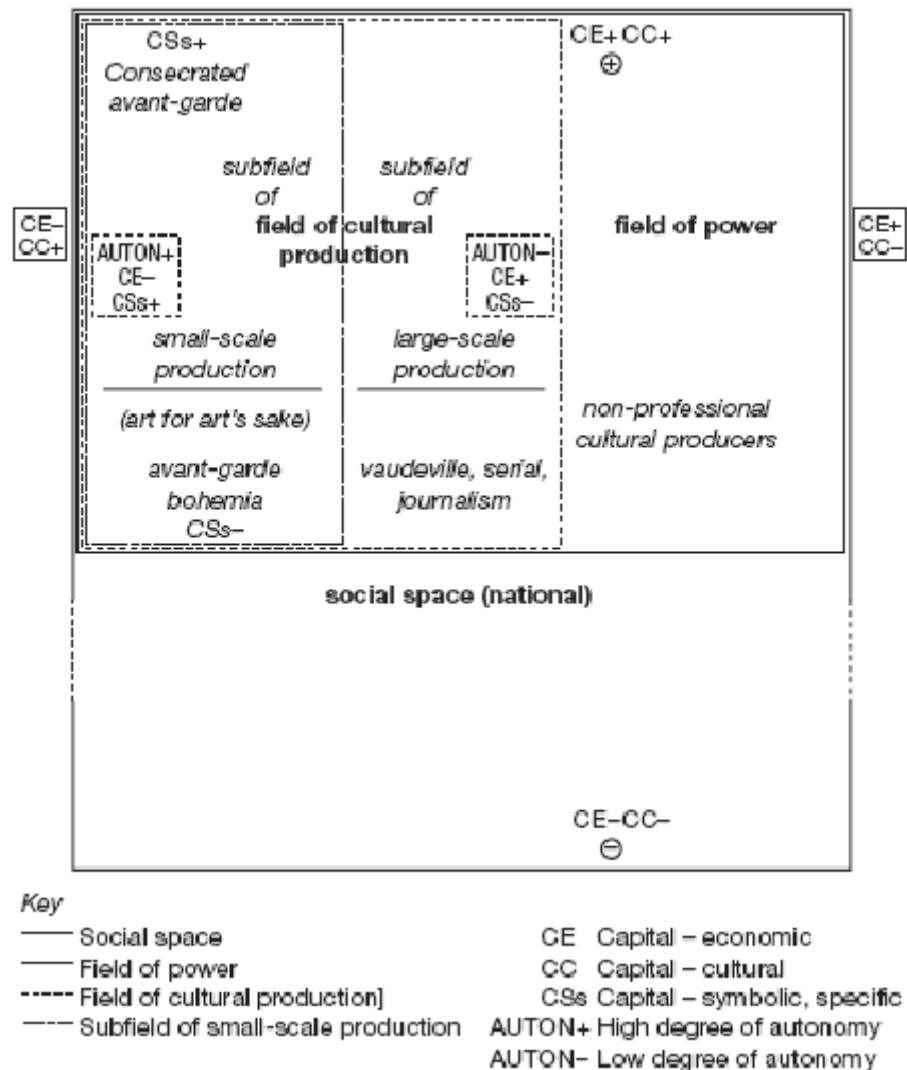 CSs+
Consecrated
avant-garde
CE+ CC+
⊕
subfield
of
subfield
of
field of cultural
production
field of power
CE–
CC+
CE+
CC–
AUTON+
CE–
CSs+
AUTON–
CE+
CSs–
small-scale
production
large-scale
production
(art for art's sake)
non-professional
cultural producers
avant-garde
bohemia
CSs–
vaudeville, serial,
journalism
social space (national)
CE–CC–
⊖
Key
Social space
Field of power
Field of cultural production]
Subfield of small-scale production
CE Capital – economic
CC Capital – cultural
CSs Capital – symbolic, specific
AUTON+ High degree of autonomy
AUTON– Low degree of autonomy